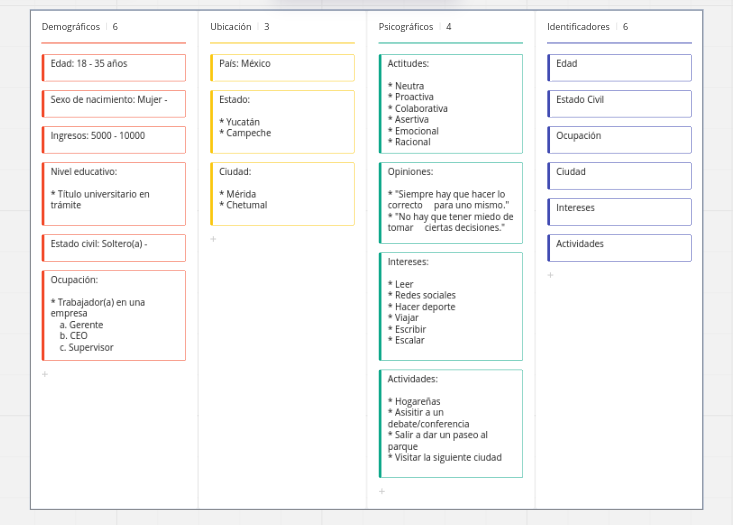 Demográficos 6
Edad: 18 - 35 años
Sexo de nacimiento: Mujer -
Ingresos: 5000 - 10000
Nivel educativo:
* Título universitario en
trámite
Estado civil: Soltero(a) -
Ocupación:
* Trabajador(a) en una
empresa
a. Gerente
b. CEO
c. Supervisor
+
Ubicación 3
País: México
Estado:
* Yucatán
* Campeche
Ciudad:
* Mérida
* Chetumal
+
Psicográficos 4
Actitudes:
* Neutra
* Proactiva
* Colaborativa
* Asertiva
* Emocional
* Racional
Opiniones:
* "Siempre hay que hacer lo
correcto para uno mismo."
* "No hay que tener miedo de
tomar ciertas decisiones."
Intereses:
* Leer
* Redes sociales
* Hacer deporte
* Viajar
* Escribir
* Escalar
Actividades:
* Hogareñas
* Asisitir a un
debate/conferencia
* Salir a dar un paseo al
parque
* Visitar la siguiente ciudad
+
Identificadores 6
Edad
Estado Civil
Ocupación
Ciudad
Intereses
Actividades
+